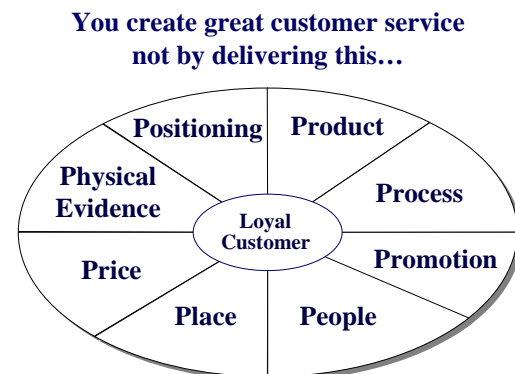 You create great customer service
not by delivering this…
Positioning
Product
Physical
Evidence
Process
Loyal
Customer
Price
Promotion
Place
People